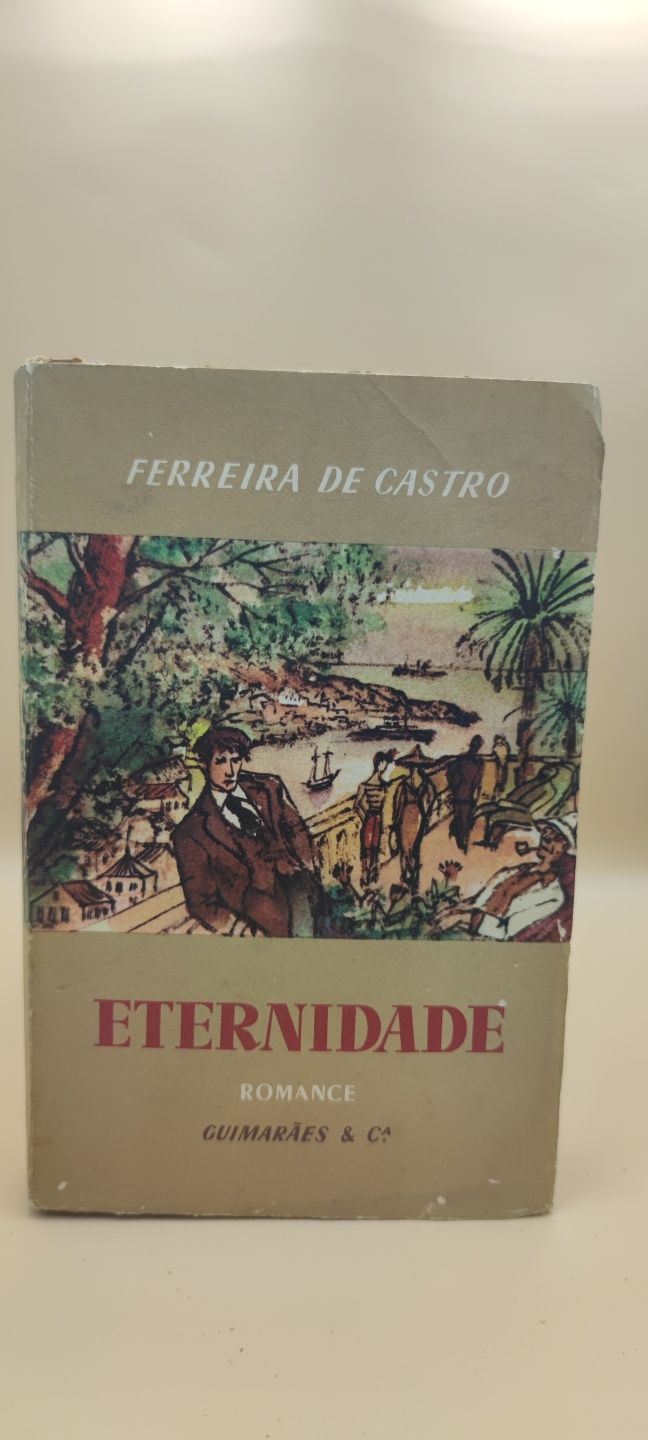 FERREIRA DE CASTRO
ETERNIDADE
ROMANCE
GUIMARÃES & Cᴬ